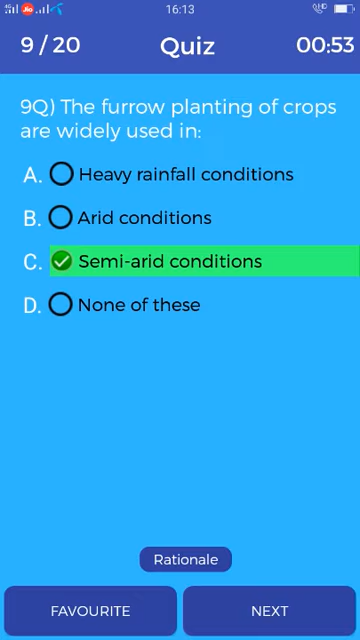 16:13
9 / 20
Quiz
00:53
9Q) The furrow planting of crops
are widely used in:
A. Heavy rainfall conditions
B. Arid conditions
C. Semi-arid conditions
D. None of these
Rationale
FAVOURITE
NEXT